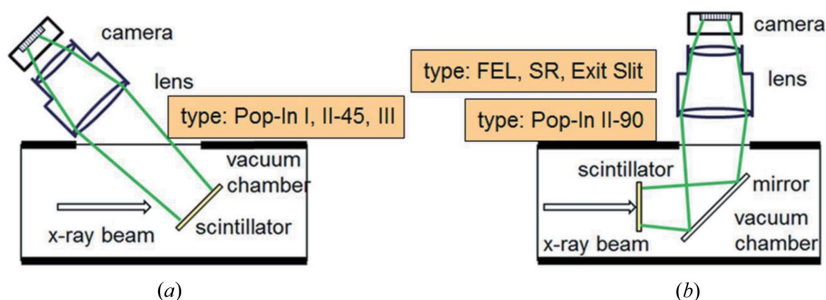 camera
lens
type: Pop-In I, II-45, III
vacuum
chamber
scintillator
x-ray beam
(a)
camera
type: FEL, SR, Exit Slit
lens
type: Pop-In II-90
scintillator
mirror
vacuum
chamber
x-ray beam
(b)